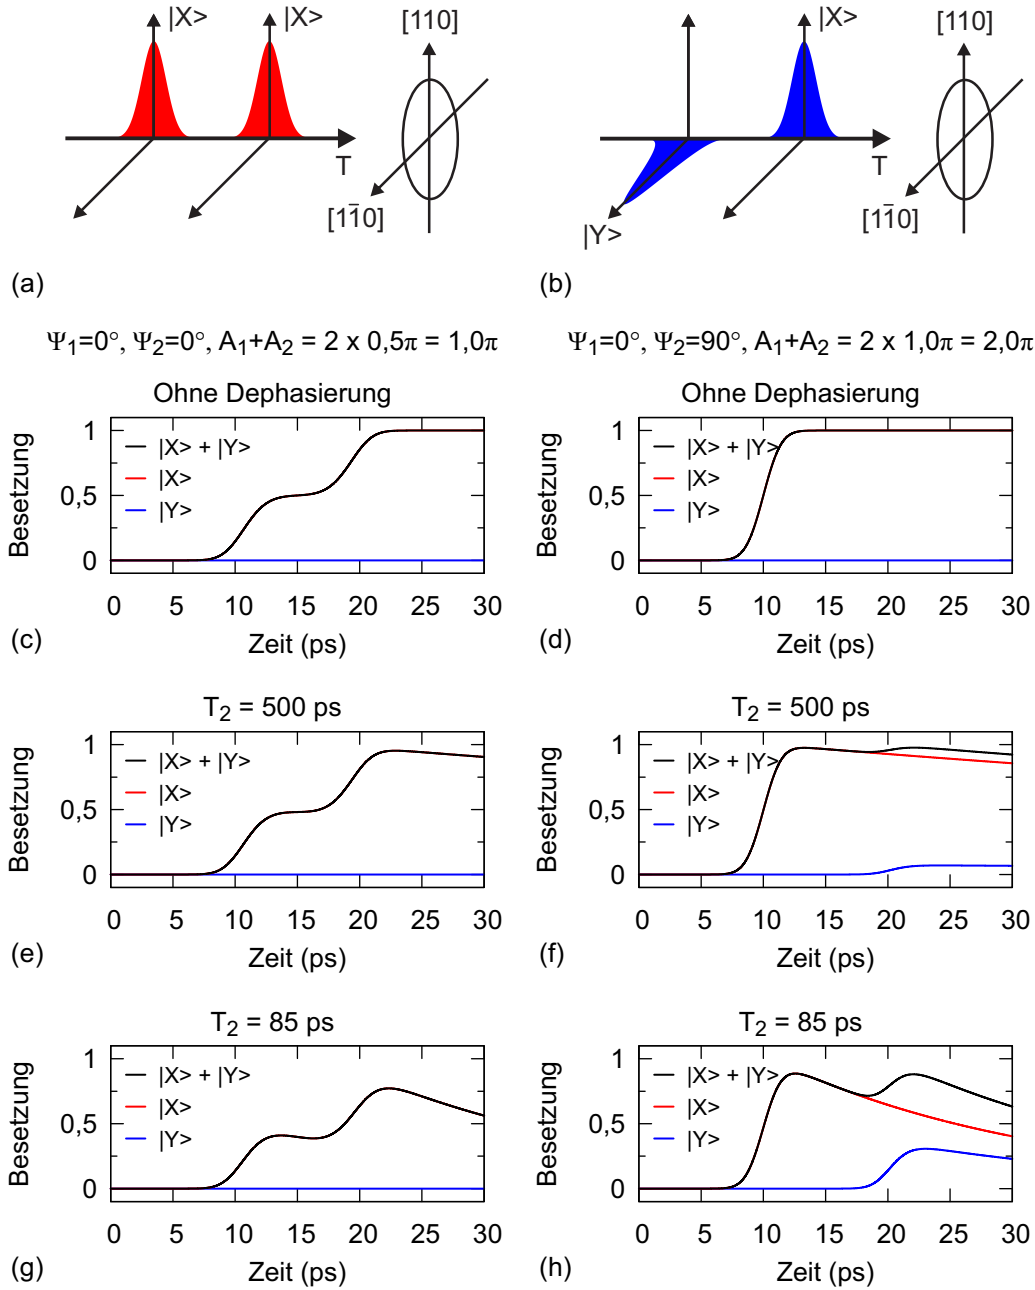 |X> |X> [110] |X> [110]
T T
[11̅0] |Y> [11̅0]
(a) (b)
Ψ1=0°, Ψ2=0°, A1+A2 = 2 x 0,5π = 1,0π
Ψ1=0°, Ψ2=90°, A1+A2 = 2 x 1,0π = 2,0π
Ohne Dephasierung
Besetzung
1
0,5
0
|X> + |Y>
|X>
|Y>
0 5 10 15 20 25 30
(c) Zeit (ps)
Ohne Dephasierung
Besetzung
1
0,5
0
|X> + |Y>
|X>
|Y>
0 5 10 15 20 25 30
(d) Zeit (ps)
T2 = 500 ps
Besetzung
1
0,5
0
|X> + |Y>
|X>
|Y>
0 5 10 15 20 25 30
(e) Zeit (ps)
T2 = 500 ps
Besetzung
1
0,5
0
|X> + |Y>
|X>
|Y>
0 5 10 15 20 25 30
(f) Zeit (ps)
T2 = 85 ps
Besetzung
1
0,5
0
|X> + |Y>
|X>
|Y>
0 5 10 15 20 25 30
(g) Zeit (ps)
T2 = 85 ps
Besetzung
1
0,5
0
|X> + |Y>
|X>
|Y>
0 5 10 15 20 25 30
(h) Zeit (ps)